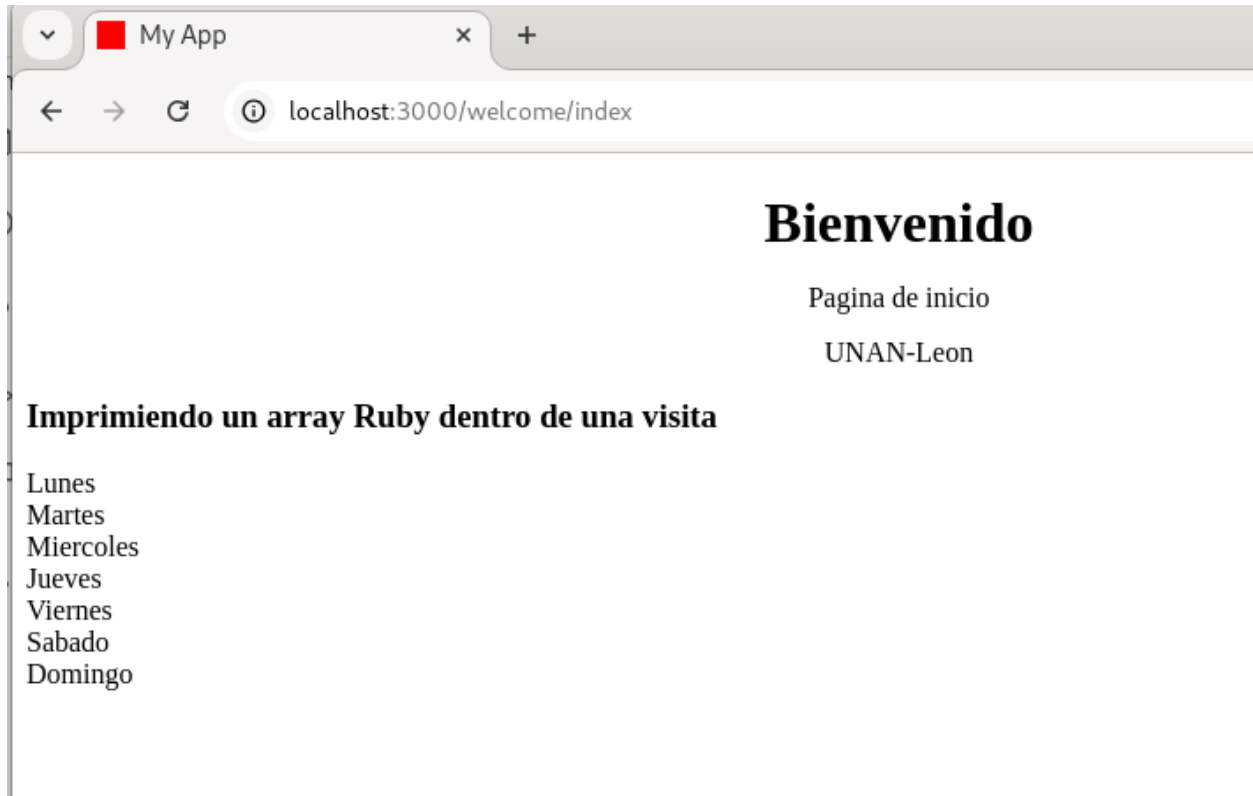 My App
localhost:3000/welcome/index
Bienvenido
Pagina de inicio
UNAN-Leon
Imprimiendo un array Ruby dentro de una visita
Lunes
Martes
Miercoles
Jueves
Viernes
Sabado
Domingo